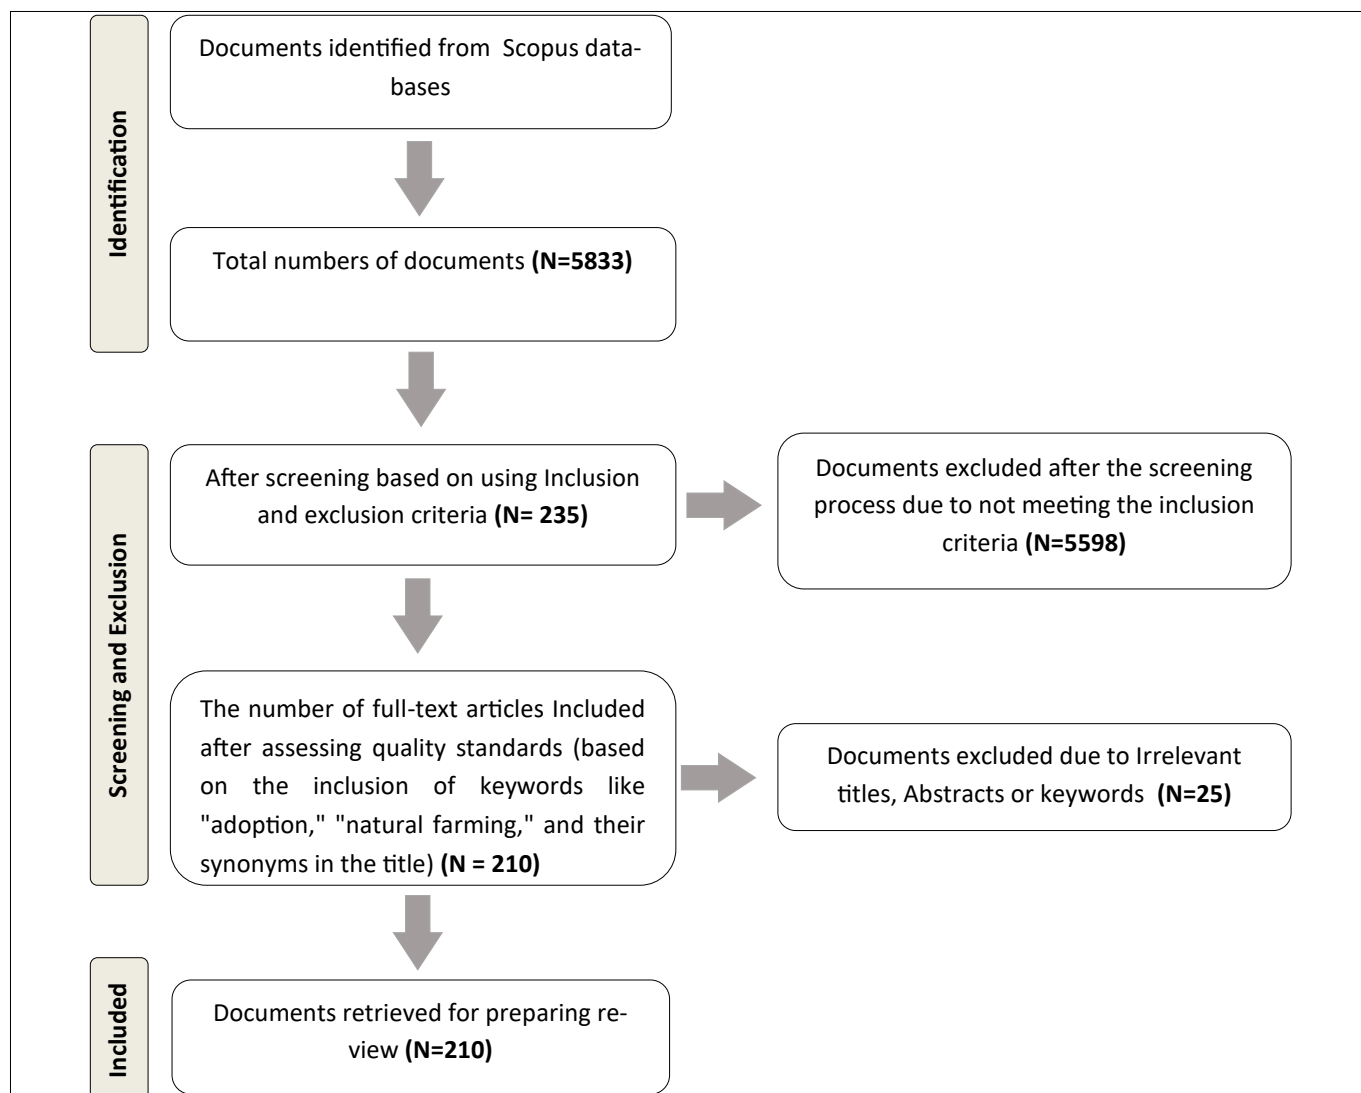 Identification
Documents identified from Scopus data-
bases
Total numbers of documents (N=5833)
Screening and Exclusion
After screening based on using Inclusion
and exclusion criteria (N= 235)
Documents excluded after the screening
process due to not meeting the inclusion
criteria (N=5598)
The number of full-text articles Included
after assessing quality standards (based
on the inclusion of keywords like
"adoption," "natural farming," and their
synonyms in the title) (N = 210)
Documents excluded due to Irrelevant
titles, Abstracts or keywords (N=25)
Included
Documents retrieved for preparing re-
view (N=210)